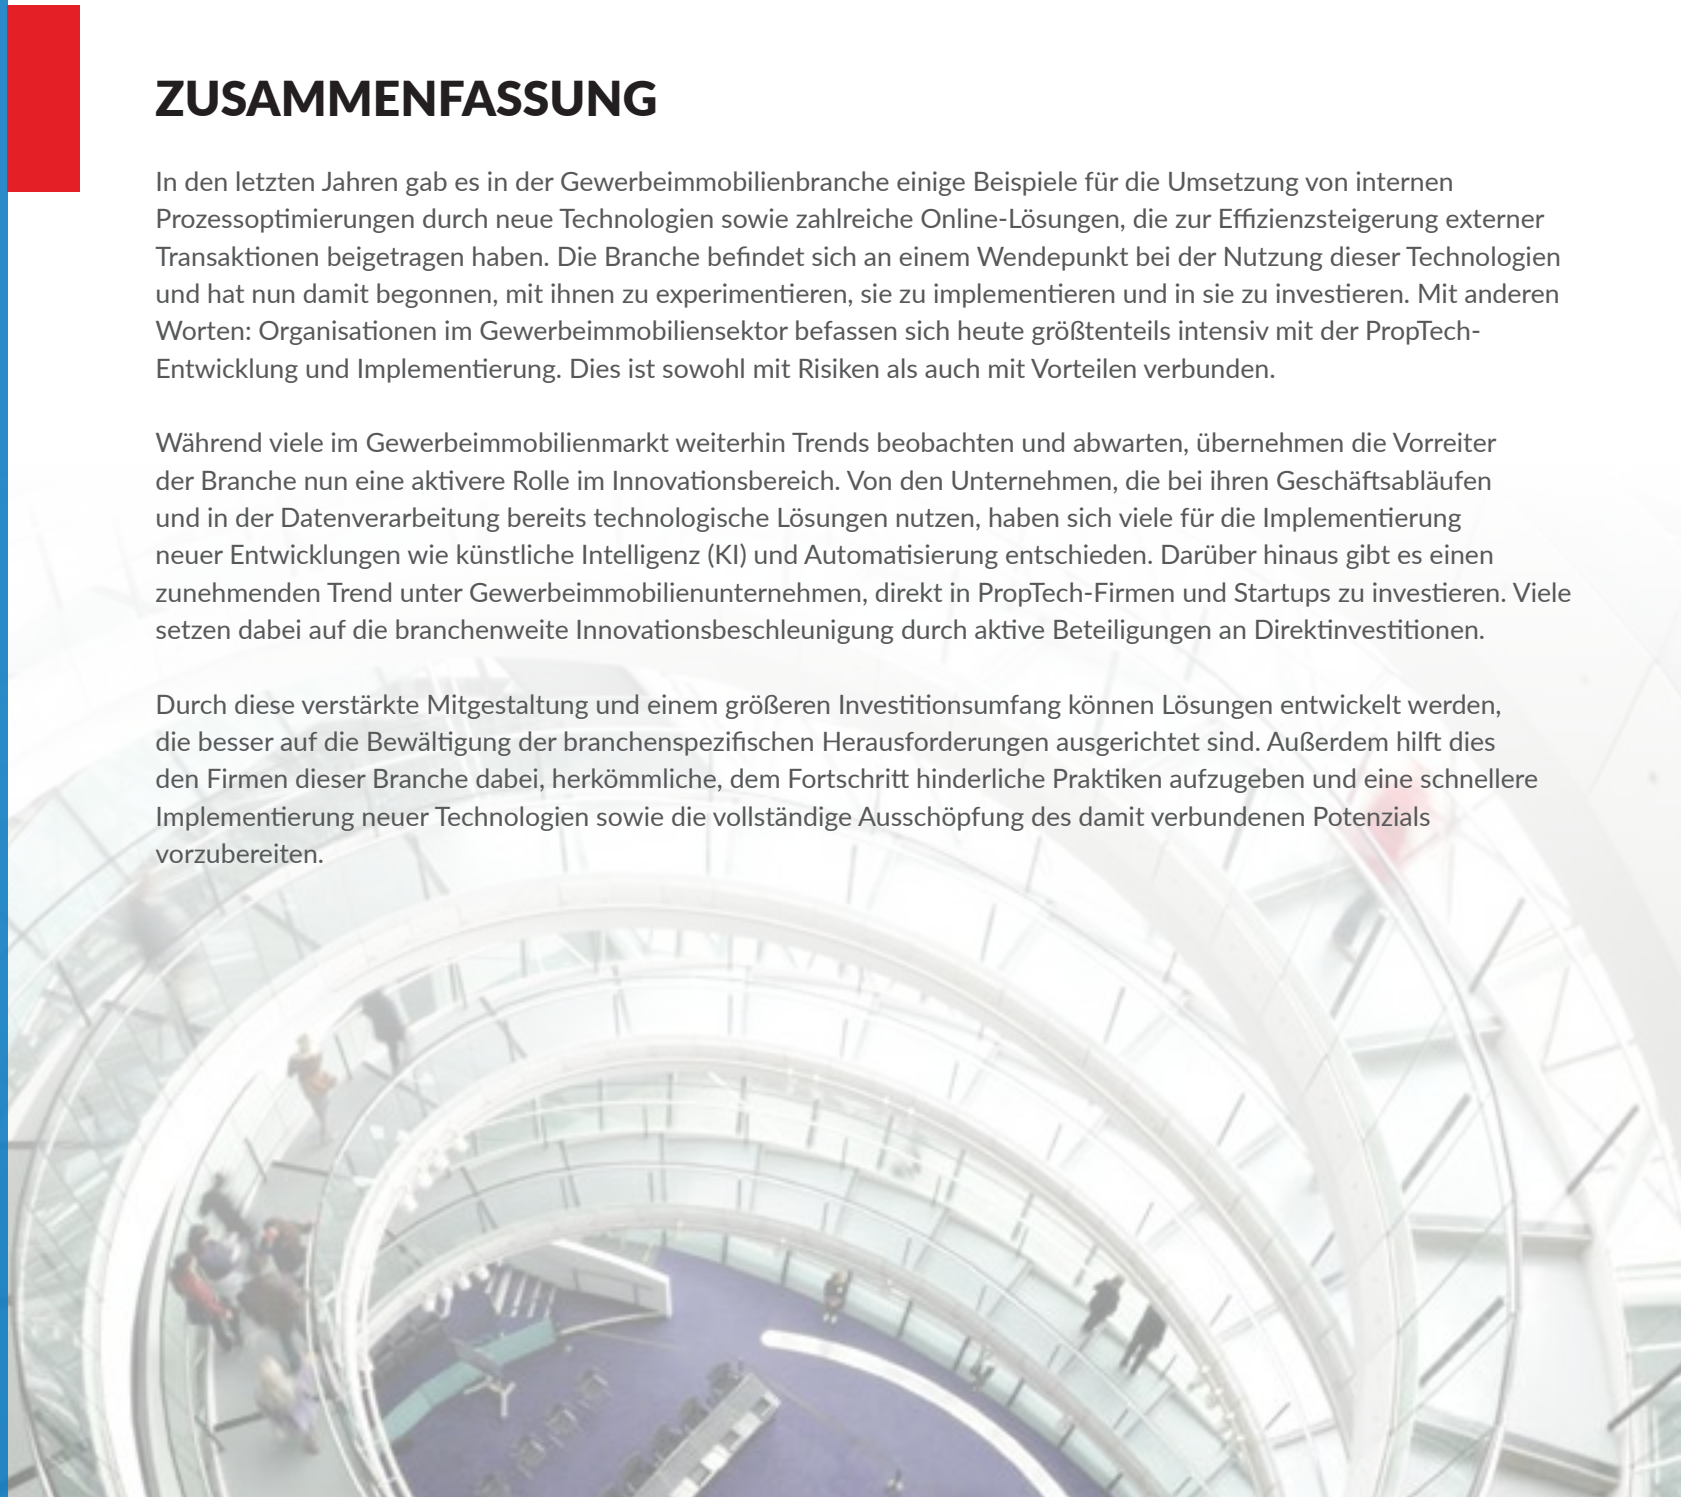 ZUSAMMENFASSUNG
In den letzten Jahren gab es in der Gewerbeimmobilienbranche einige Beispiele für die Umsetzung von internen
Prozessoptimierungen durch neue Technologien sowie zahlreiche Online-Lösungen, die zur Effizienzsteigerung externer
Transaktionen beigetragen haben. Die Branche befindet sich an einem Wendepunkt bei der Nutzung dieser Technologien
und hat nun damit begonnen, mit ihnen zu experimentieren, sie zu implementieren und in sie zu investieren. Mit anderen
Worten: Organisationen im Gewerbeimmobiliensektor befassen sich heute größtenteils intensiv mit der PropTech-
Entwicklung und Implementierung. Dies ist sowohl mit Risiken als auch mit Vorteilen verbunden.
Während viele im Gewerbeimmobilienmarkt weiterhin Trends beobachten und abwarten, übernehmen die Vorreiter
der Branche nun eine aktivere Rolle im Innovationsbereich. Von den Unternehmen, die bei ihren Geschäftsabläufen
und in der Datenverarbeitung bereits technologische Lösungen nutzen, haben sich viele für die Implementierung
neuer Entwicklungen wie künstliche Intelligenz (KI) und Automatisierung entschieden. Darüber hinaus gibt es einen
zunehmenden Trend unter Gewerbeimmobilienunternehmen, direkt in PropTech-Firmen und Startups zu investieren. Viele
setzen dabei auf die branchenweite Innovationsbeschleunigung durch aktive Beteiligungen an Direktinvestitionen.
Durch diese verstärkte Mitgestaltung und einem größeren Investitionsumfang können Lösungen entwickelt werden,
die besser auf die Bewältigung der branchenspezifischen Herausforderungen ausgerichtet sind. Außerdem hilft dies
den Firmen dieser Branche dabei, herkömmliche, dem Fortschritt hinderliche Praktiken aufzugeben und eine schnellere
Implementierung neuer Technologien sowie die vollständige Ausschöpfung des damit verbundenen Potenzials
vorzubereiten.